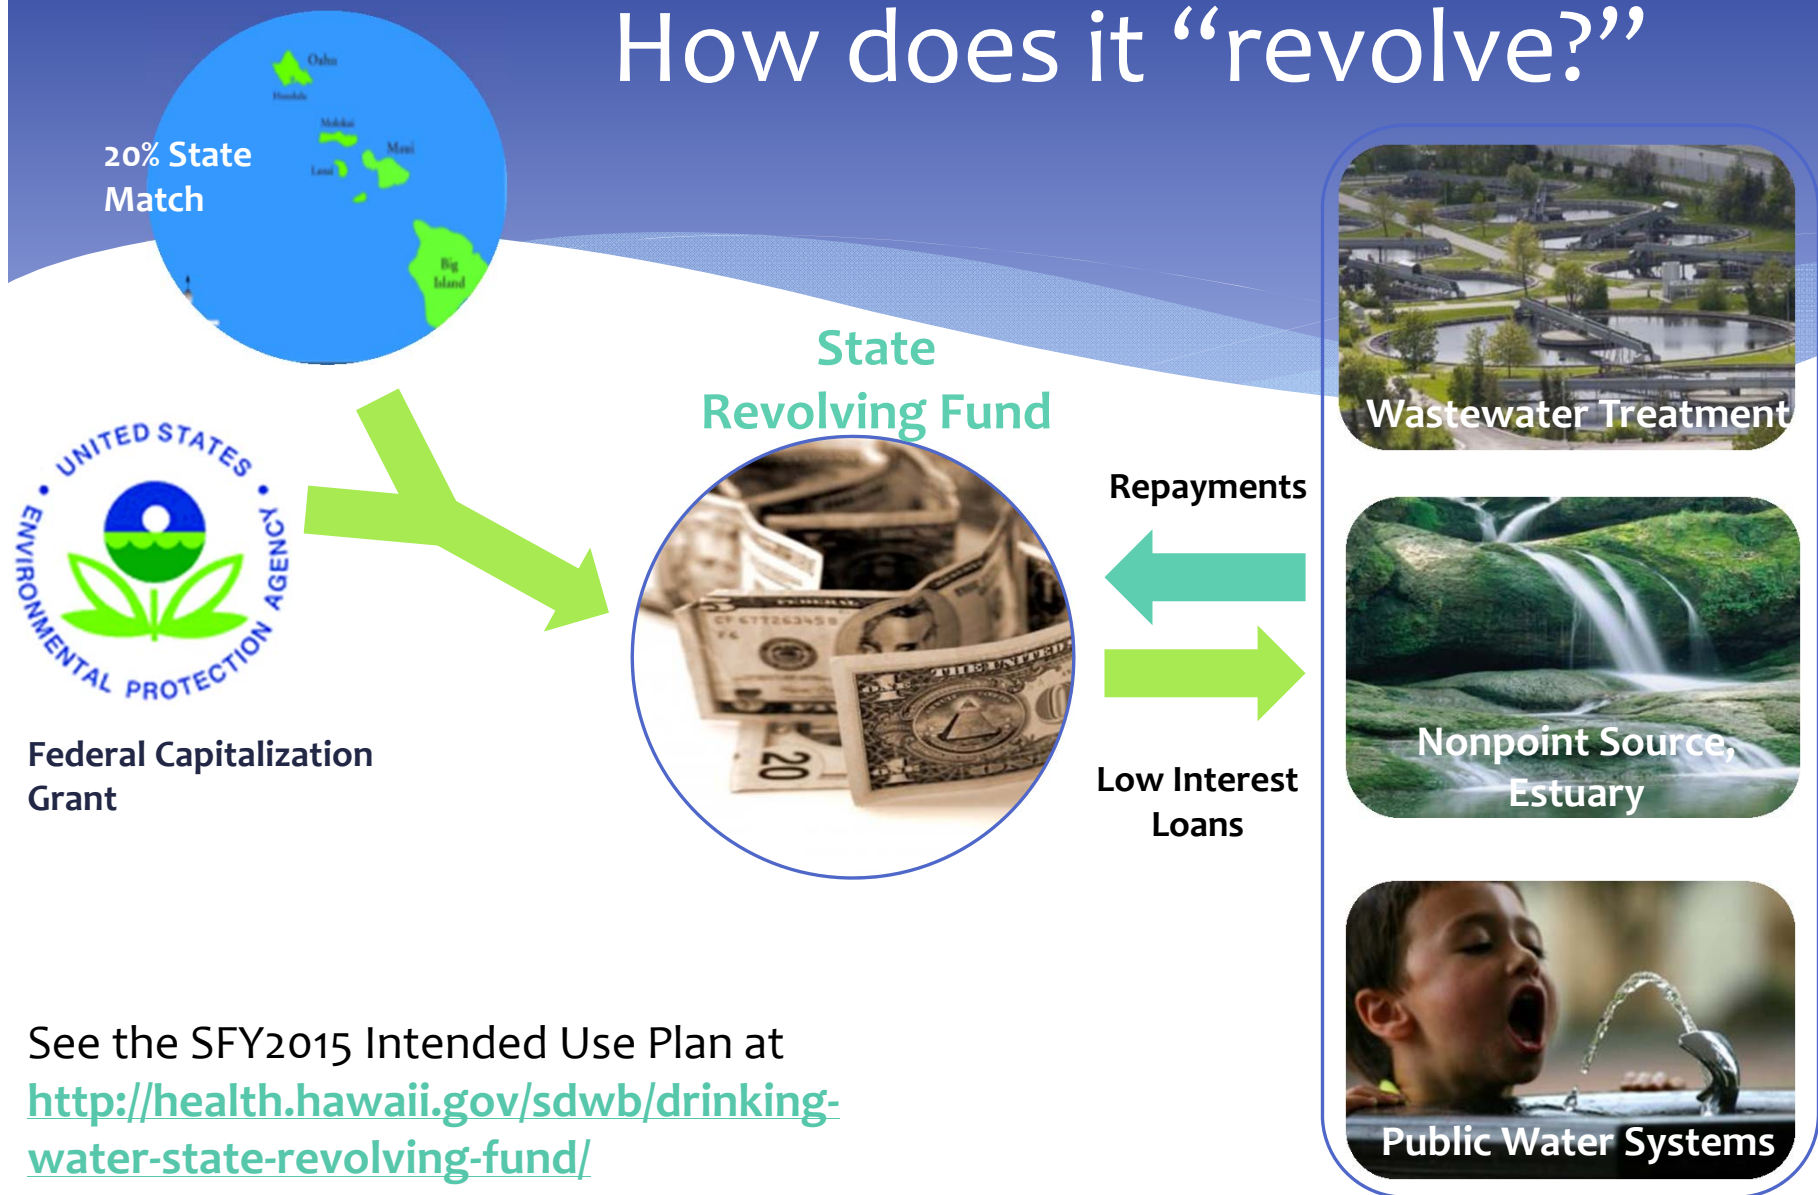 How does it “revolve?”
Oahu
Honolulu
Molokai
Maui
Lanai
Big
Island
20% State
Match
State
Revolving Fund
UNITED STATES
ENVIRONMENTAL PROTECTION AGENCY
Federal Capitalization
Grant
Repayments
Low Interest
Loans
Wastewater Treatment
Nonpoint Source,
Estuary
Public Water Systems
See the SFY2015 Intended Use Plan at
http://health.hawaii.gov/sdwb/drinking-
water-state-revolving-fund/